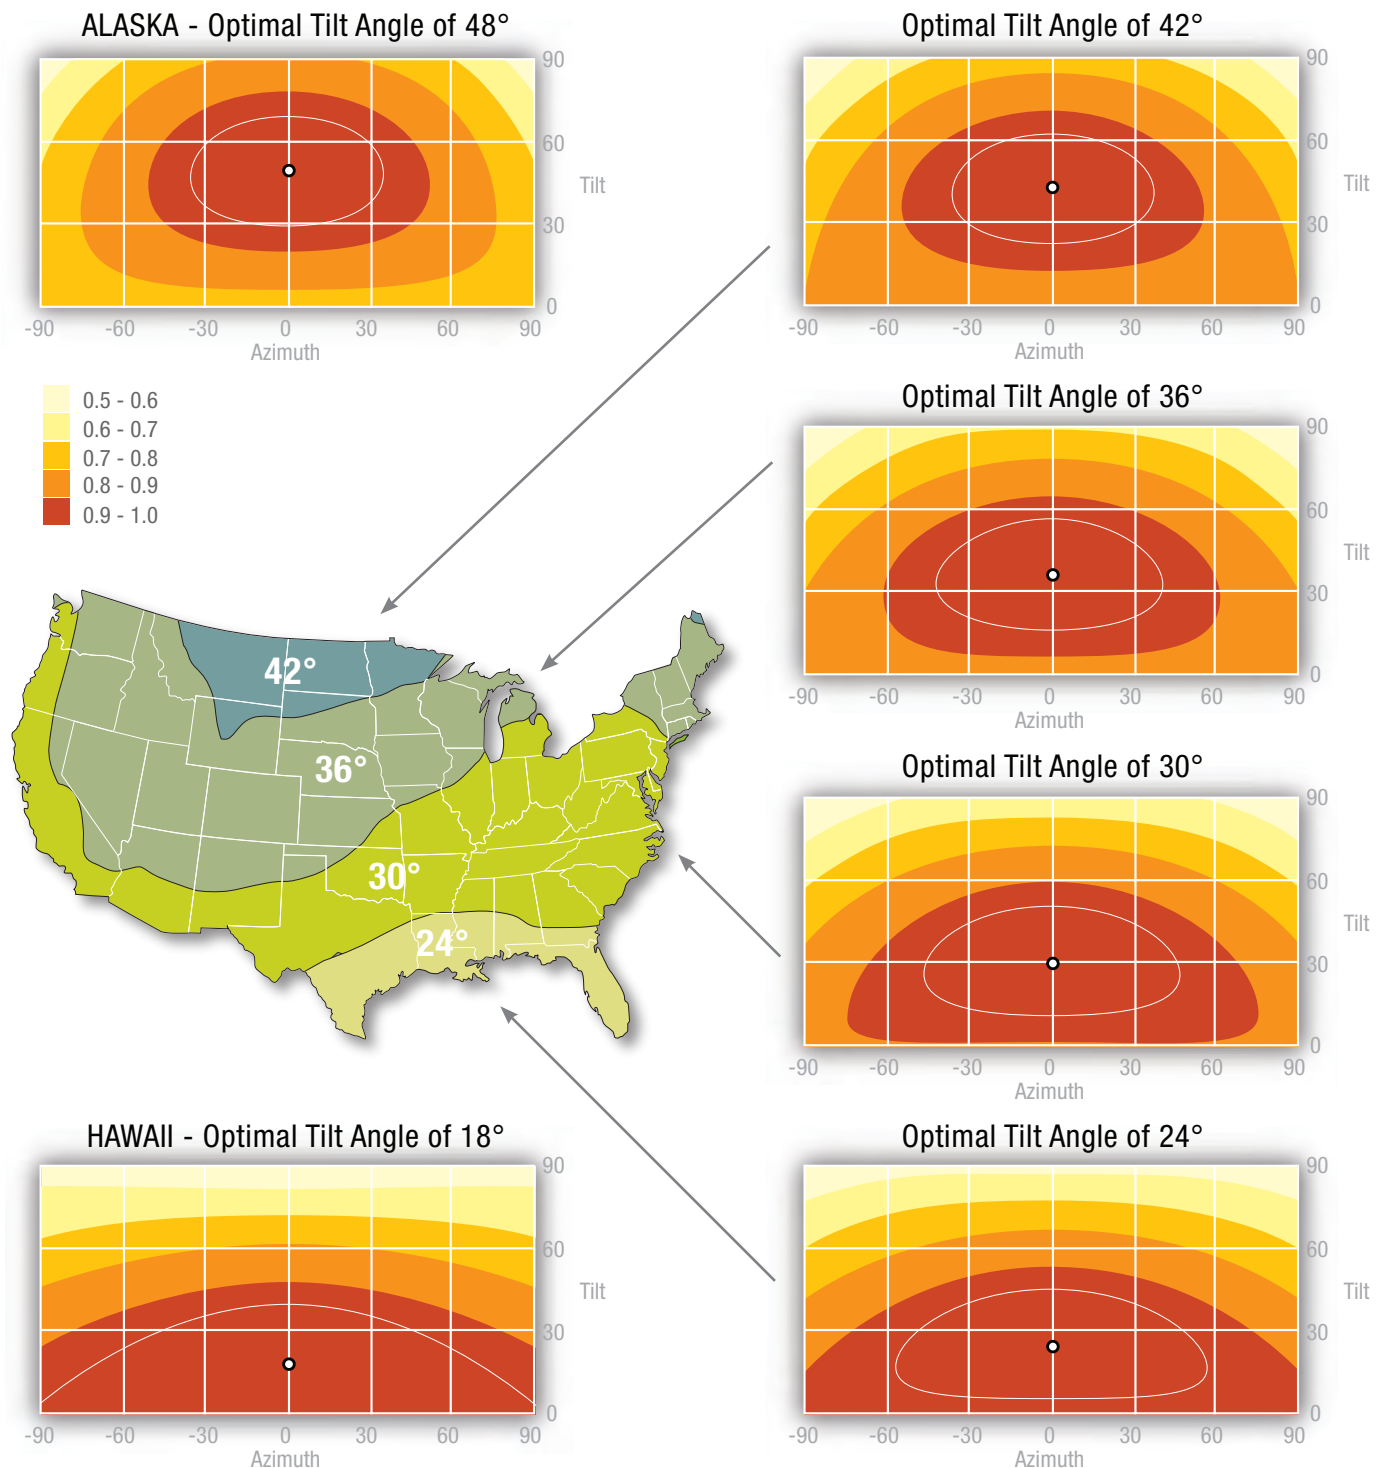 ALASKA - Optimal Tilt Angle of 48°
90
60
Tilt
30
0
-90 -60 -30 0 30 60 90
Azimuth
Optimal Tilt Angle of 42°
90
60
Tilt
30
0
-90 -60 -30 0 30 60 90
Azimuth
0.5 - 0.6
0.6 - 0.7
0.7 - 0.8
0.8 - 0.9
0.9 - 1.0
Optimal Tilt Angle of 36°
90
60
Tilt
30
0
-90 -60 -30 0 30 60 90
Azimuth
42°
36°
30°
24°
Optimal Tilt Angle of 30°
90
60
Tilt
30
0
-90 -60 -30 0 30 60 90
Azimuth
HAWAII - Optimal Tilt Angle of 18°
90
60
Tilt
30
0
-90 -60 -30 0 30 60 90
Azimuth
Optimal Tilt Angle of 24°
90
60
Tilt
30
0
-90 -60 -30 0 30 60 90
Azimuth